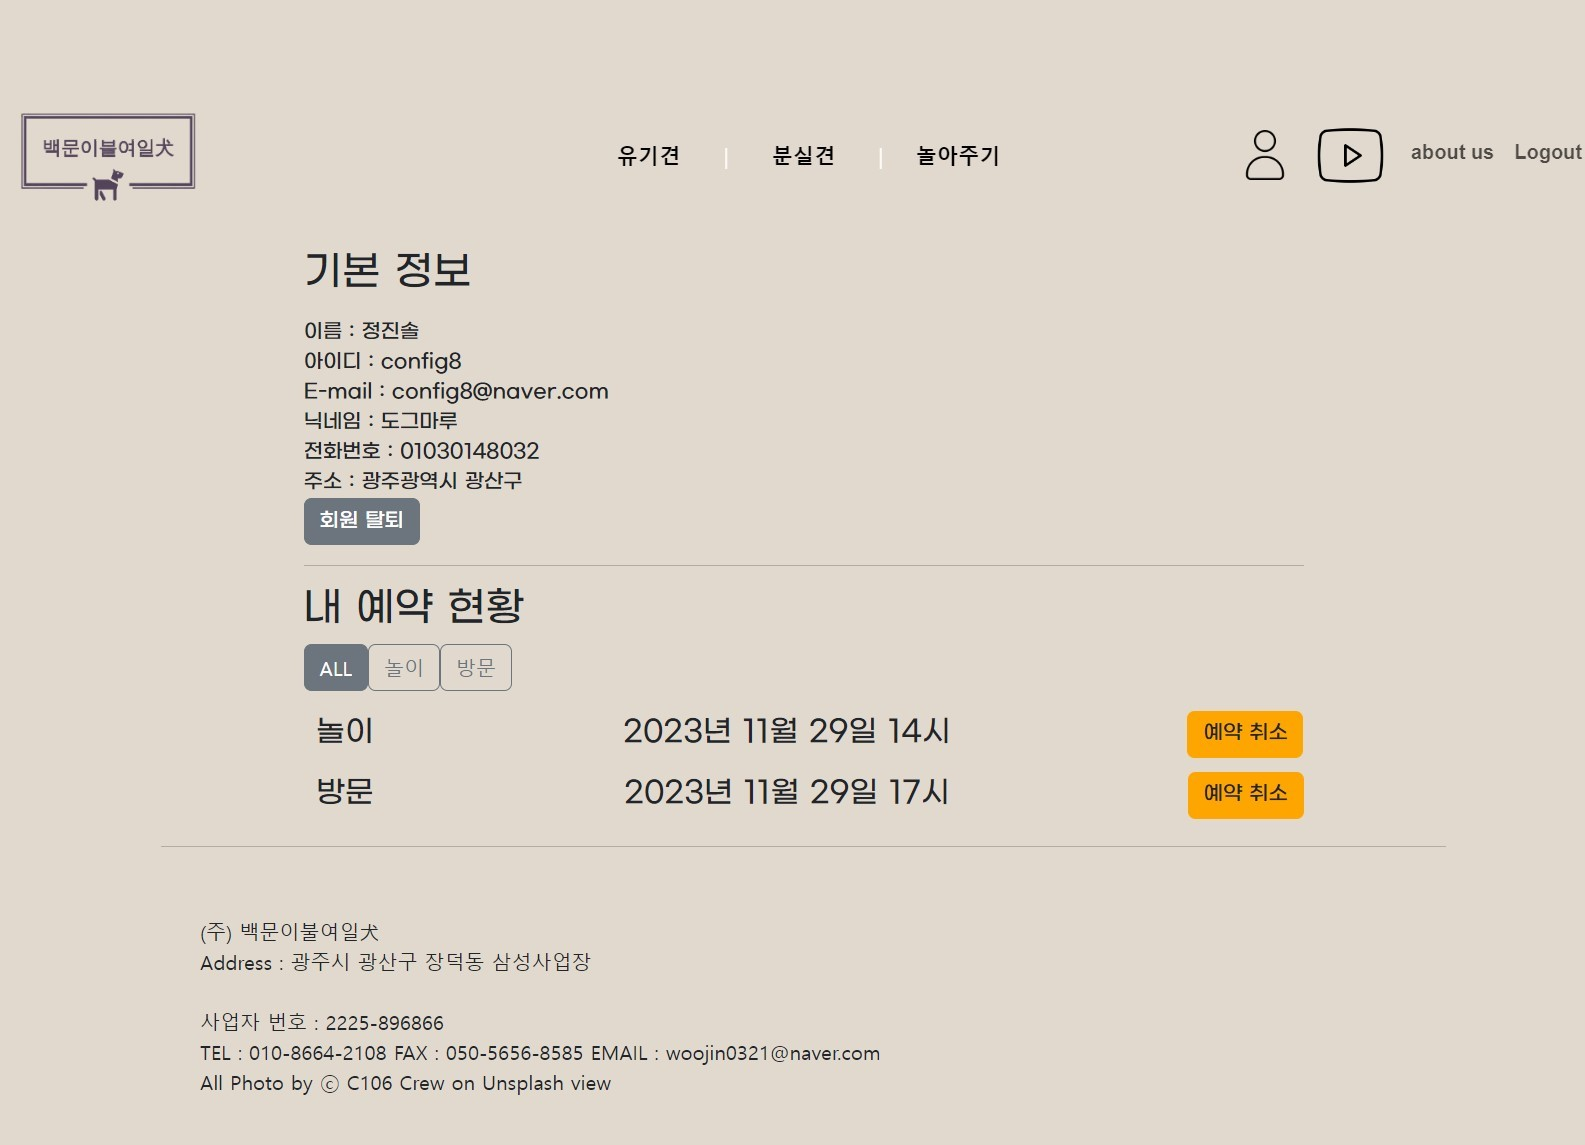 백문이불여일犬
유기견 | 분실견 | 놀아주기
about us Logout
기본 정보
이름 : 정진솔
아이디 : config8
E-mail : config8@naver.com
닉네임 : 도그마루
전화번호 : 01030148032
주소 : 광주광역시 광산구
회원 탈퇴
내 예약 현황
ALL 놀이 방문
놀이 2023년 11월 29일 14시 예약 취소
방문 2023년 11월 29일 17시 예약 취소
(주) 백문이불여일犬
Address : 광주시 광산구 장덕동 삼성사업장
사업자 번호 : 2225-896866
TEL : 010-8664-2108 FAX : 050-5656-8585 EMAIL : woojin0321@naver.com
All Photo by ⓒ C106 Crew on Unsplash view